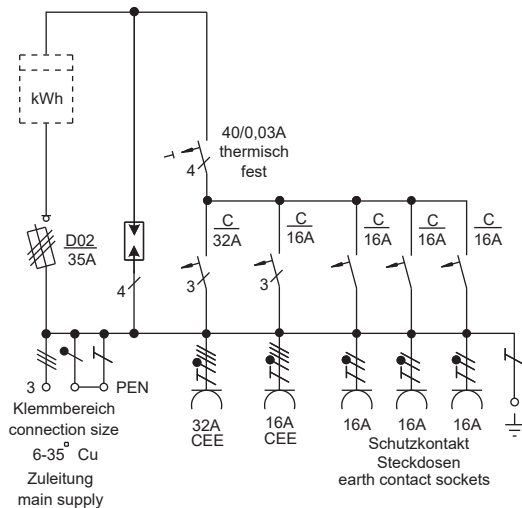 kWh
40/0,03A
thermisch
fest
4
D02
35A
4
C
32A
C
16A
C
16A
C
16A
C
16A
3
3
3
PEN
Klemmbereich
connection size
6-35▫ Cu
Zuleitung
main supply
32A
CEE
16A
CEE
16A
16A
16A
Schutzkontakt
Steckdosen
earth contact sockets